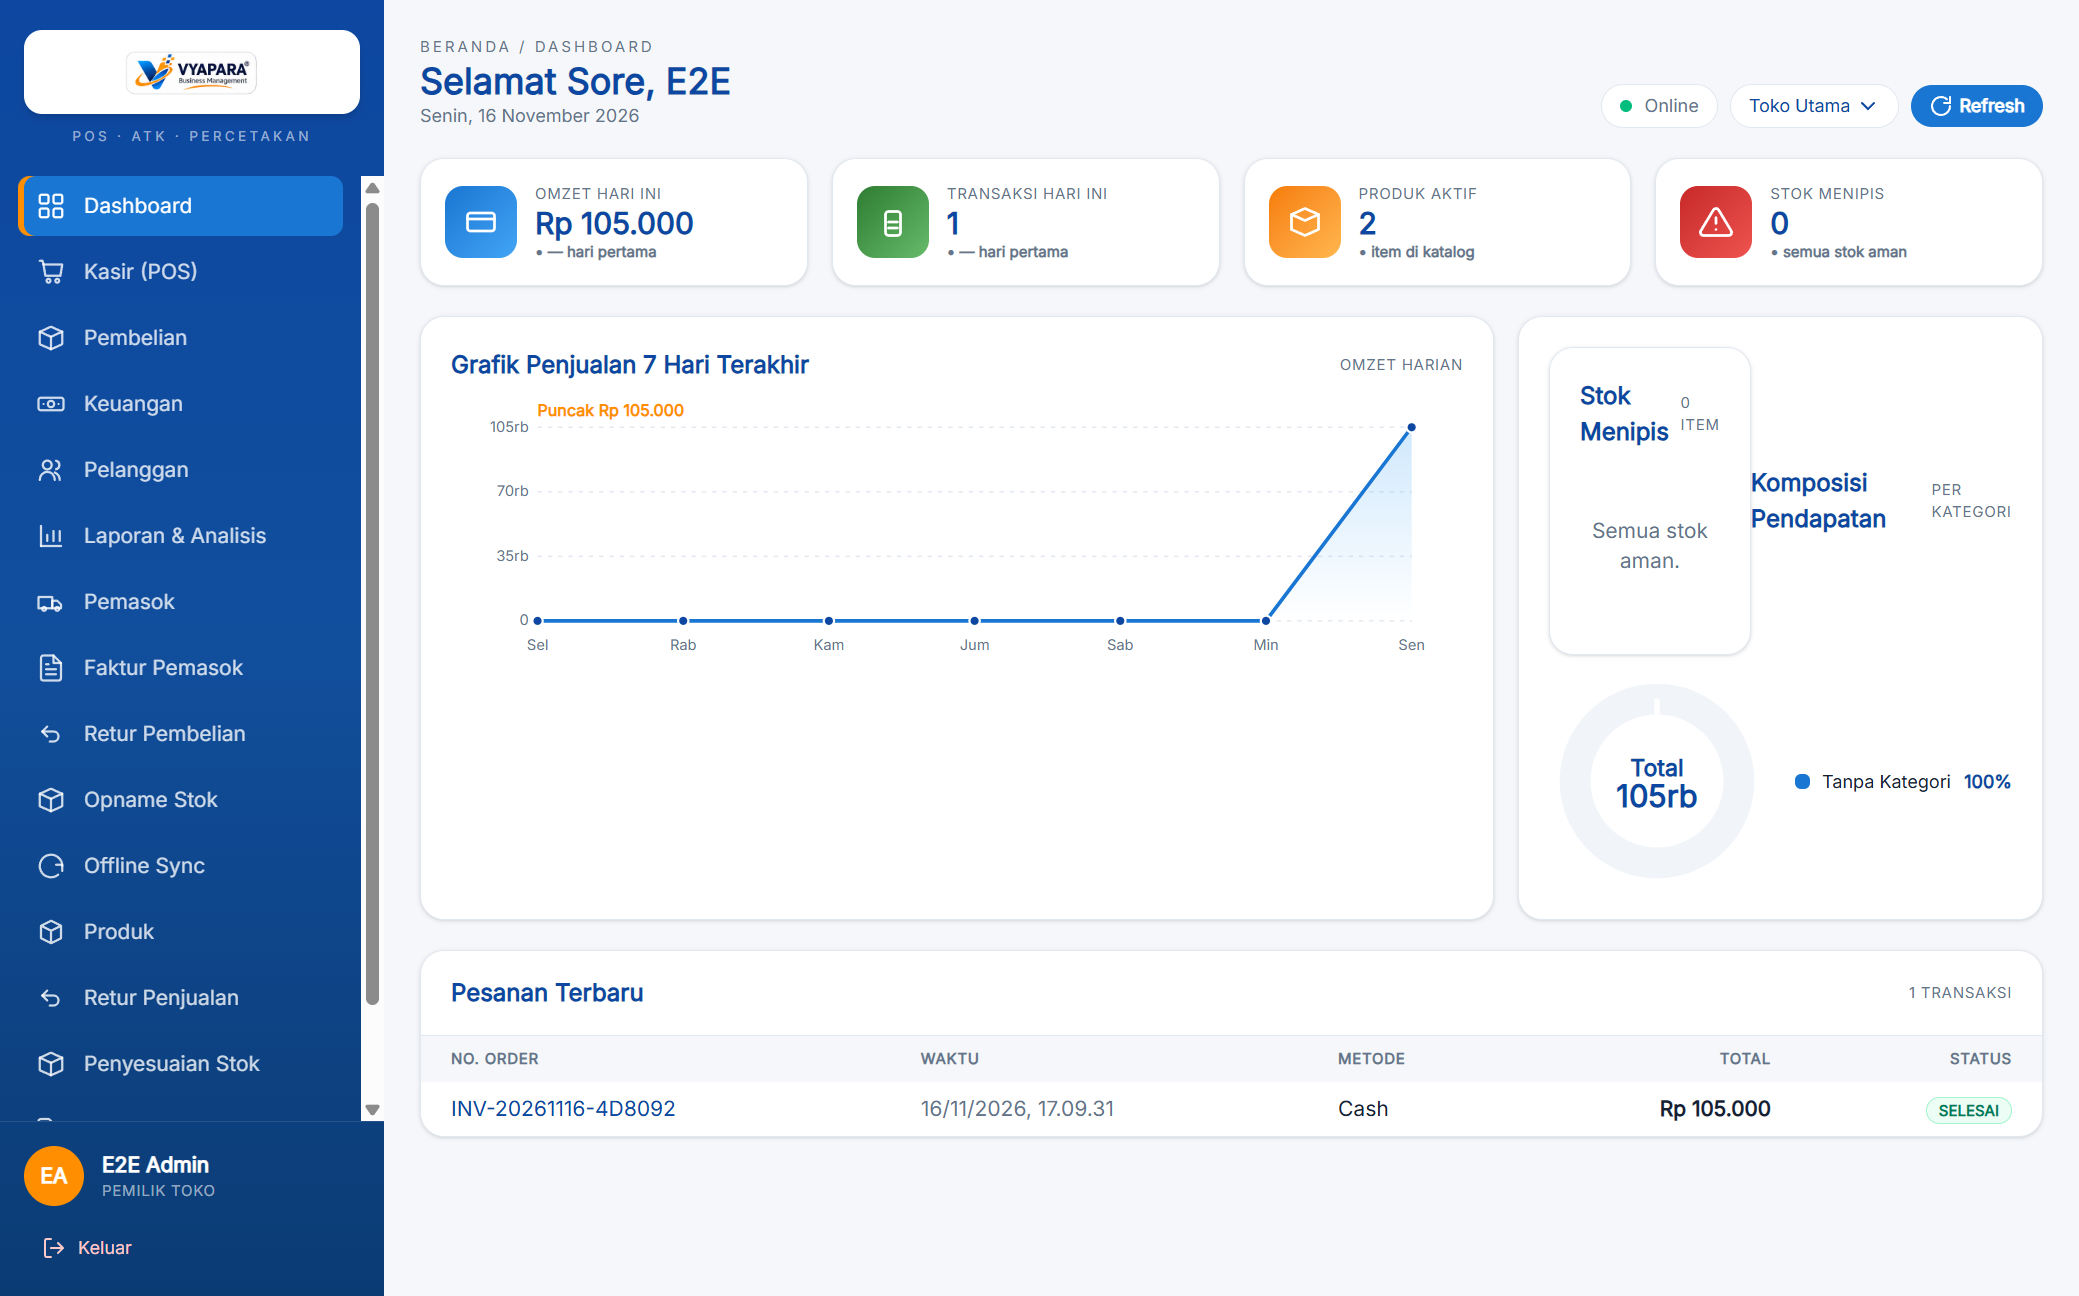 VYAPARA®
Business Management
POS · ATK · PERCETAKAN
Dashboard
Kasir (POS)
Pembelian
Keuangan
Pelanggan
Laporan & Analisis
Pemasok
Faktur Pemasok
Retur Pembelian
Opname Stok
Offline Sync
Produk
Retur Penjualan
Penyesuaian Stok
EA
E2E Admin
PEMILIK TOKO
Keluar
BERANDA / DASHBOARD
Selamat Sore, E2E
Senin, 16 November 2026
Online
Toko Utama
Refresh
OMZET HARI INI
Rp 105.000
• — hari pertama
TRANSAKSI HARI INI
1
• — hari pertama
PRODUK AKTIF
2
• item di katalog
STOK MENIPIS
0
• semua stok aman
Grafik Penjualan 7 Hari Terakhir
OMZET HARIAN
Puncak Rp 105.000
105rb
70rb
35rb
0
Sel Rab Kam Jum Sab Min Sen
Stok
Menipis
0
ITEM
Semua stok
aman.
Komposisi
Pendapatan
PER
KATEGORI
Total
105rb
Tanpa Kategori 100%
Pesanan Terbaru
1 TRANSAKSI
NO. ORDER WAKTU METODE TOTAL STATUS
INV-20261116-4D8092 16/11/2026, 17.09.31 Cash Rp 105.000 SELESAI